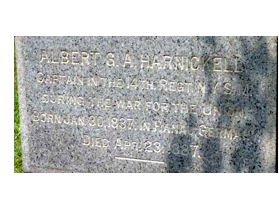 ALBERT G. A. HARNICKELL
CAPTAIN IN THE 14TH REGT N.Y.S.
DURING THE WAR FOR THE UNION
BORN JAN. 30. 1837. IN
DIED APR. 23.